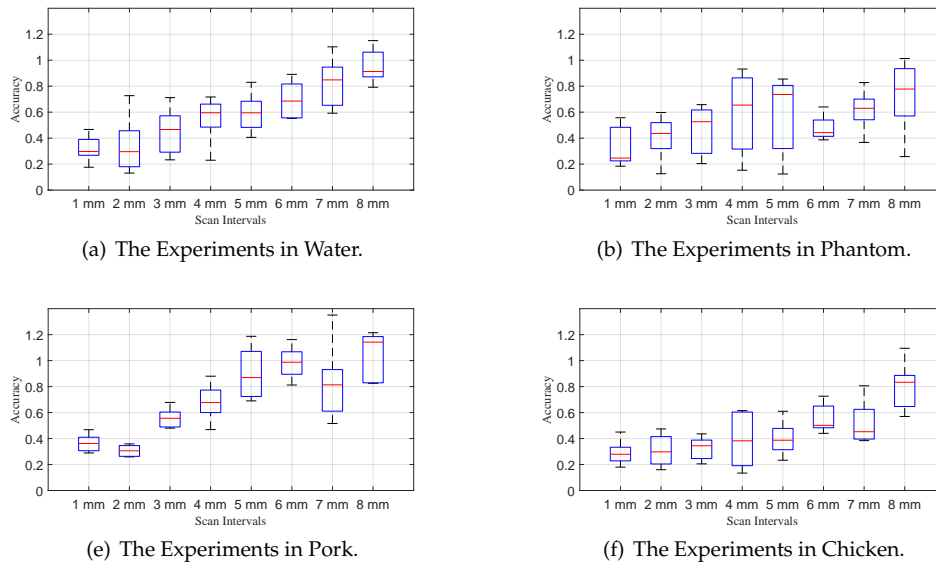 1.2
1
0.8
0.6
0.4
0.2
0
Accuracy
1 mm 2 mm 3 mm 4 mm 5 mm 6 mm 7 mm 8 mm
Scan Intervals
(a) The Experiments in Water.
1.2
1
0.8
0.6
0.4
0.2
0
Accuracy
1 mm 2 mm 3 mm 4 mm 5 mm 6 mm 7 mm 8 mm
Scan Intervals
(b) The Experiments in Phantom.
1.2
1
0.8
0.6
0.4
0.2
0
Accuracy
1 mm 2 mm 3 mm 4 mm 5 mm 6 mm 7 mm 8 mm
Scan Intervals
(e) The Experiments in Pork.
1.2
1
0.8
0.6
0.4
0.2
0
Accuracy
1 mm 2 mm 3 mm 4 mm 5 mm 6 mm 7 mm 8 mm
Scan Intervals
(f) The Experiments in Chicken.